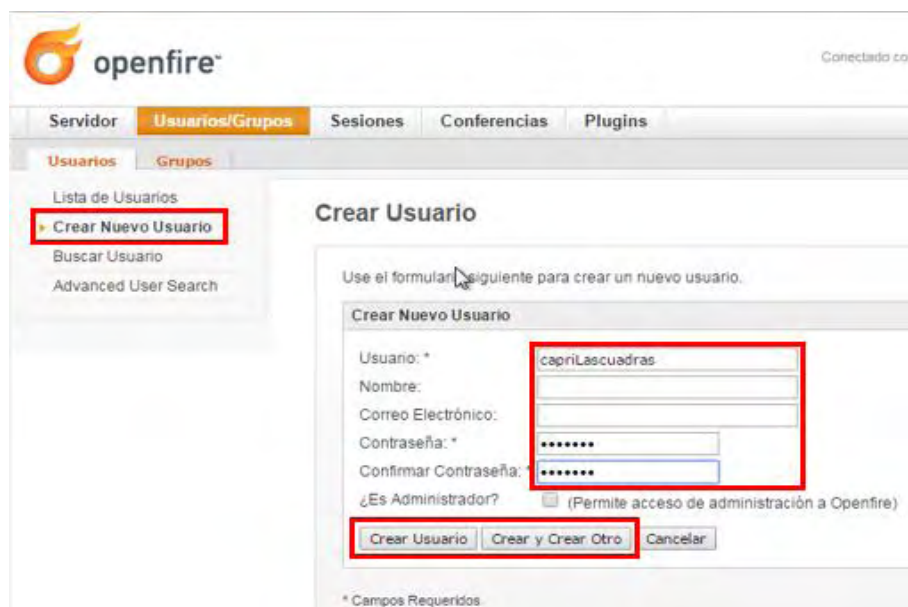 openfire™
Conectado co
Servidor Usuarios/Grupos Sesiones Conferencias Plugins
Usuarios Grupos
Lista de Usuarios
Crear Nuevo Usuario
Buscar Usuario
Advanced User Search
Crear Usuario
Use el formulari siguiente para crear un nuevo usuario.
Crear Nuevo Usuario
Usuario: * capriLascuadras
Nombre:
Correo Electrónico:
Contraseña: * •••••••
Confirmar Contraseña: * •••••••
¿Es Administrador? (Permite acceso de administración a Openfire)
Crear Usuario Crear y Crear Otro Cancelar
* Campos Requeridos